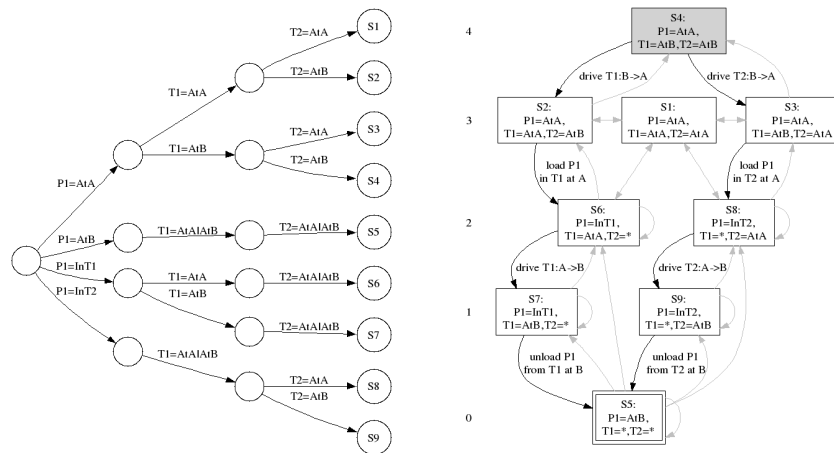 T2=AtA
S1
T2=AtB
S2
T1=AtA
T2=AtA
S3
T1=AtB
T2=AtB
S4
P1=AtA
P1=AtB
T1=AtA|AtB
T2=AtA|AtB
S5
P1=InT1
T1=AtA
T2=AtA|AtB
S6
P1=InT2
T1=AtB
T2=AtA|AtB
S7
T1=AtA|AtB
T2=AtA
S8
T2=AtB
S9
4
S4:
P1=AtA,
T1=AtB,T2=AtB
drive T1:B->A
drive T2:B->A
3
S2:
P1=AtA,
T1=AtA,T2=AtB
S1:
P1=AtA,
T1=AtA,T2=AtA
S3:
P1=AtA,
T1=AtB,T2=AtA
load P1
in T1 at A
load P1
in T2 at A
2
S6:
P1=InT1,
T1=AtA,T2=*
S8:
P1=InT2,
T1=*,T2=AtA
drive T1:A->B
drive T2:A->B
1
S7:
P1=InT1,
T1=AtB,T2=*
S9:
P1=InT2,
T1=*,T2=AtB
unload P1
from T1 at B
unload P1
from T2 at B
0
S5:
P1=AtB,
T1=*,T2=*